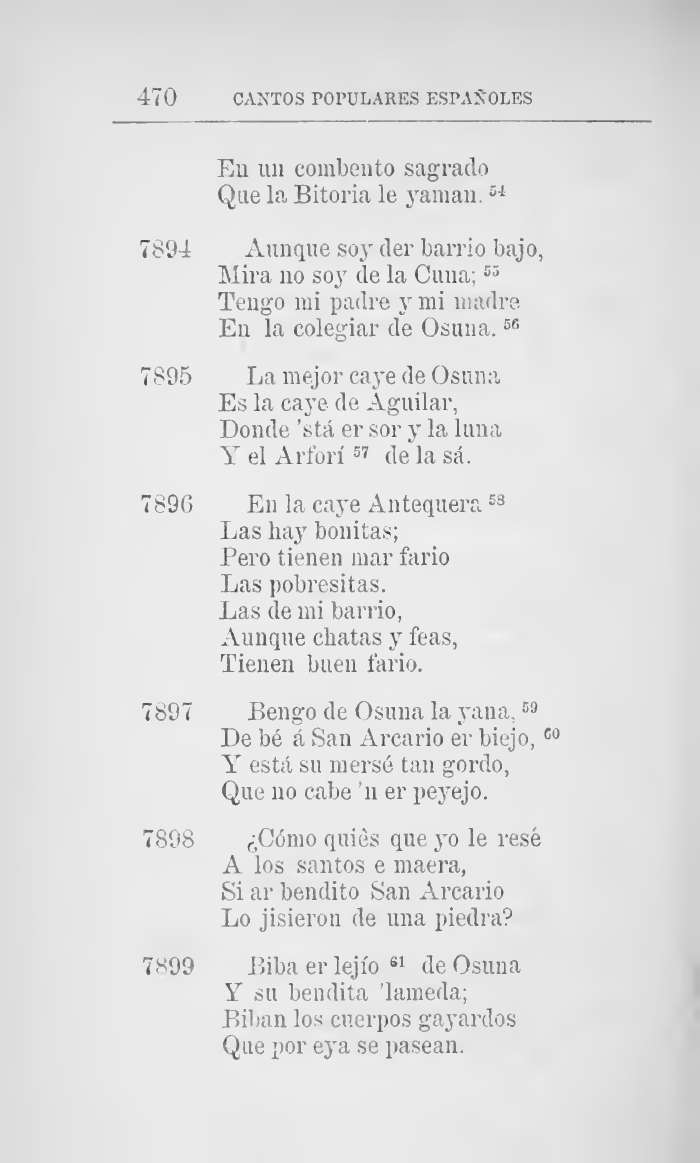 470 CANTOS POPULARES ESPAÑOLES
En un combento sagrado
Que la Bitoria le yaman. 54
7894 Aunque soy der barrio bajo,
Mira no soy de la Cuna; 55
Tengo mi padre y mi madre
En la colegiar de Osuna. 56
7895 La mejor caye de Osuna
Es la caye de Aguilar,
Donde 'stá er sor y la luna
Y el Arforí 57 de la sá.
7896 En la caye Antequera 58
Las hay bonitas;
Pero tienen mar fario
Las pobresitas.
Las de mi barrio,
Aunque chatas y feas,
Tienen buen fario.
7897 Bengo de Osuna la yana, 59
De bé á San Arcario er biejo, 60
Y está su mersé tan gordo,
Que no cabe 'n er peyejo.
7898 ¿Cómo quiês que yo le resé
A los santos e maera,
Si ar bendito San Arcario
Lo jisieron de una piedra?
7899 Biba er lejío 61 de Osuna
Y su bendita 'lameda;
Biban los cuerpos gayardos
Que por eya se pasean.